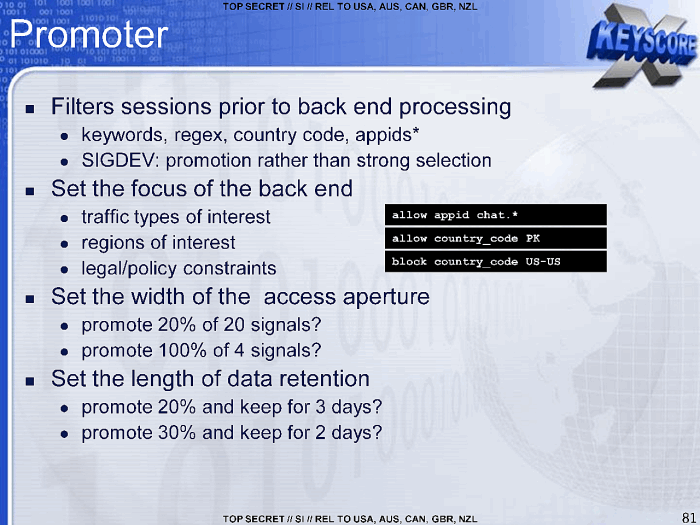 TOP SECRET // SI // REL TO USA, AUS, CAN, GBR, NZL
Promoter
X
KEYSCORE
Filters sessions prior to back end processing
keywords, regex, country code, appids*
SIGDEV: promotion rather than strong selection
Set the focus of the back end
traffic types of interest
regions of interest
legal/policy constraints
allow appid chat.*
allow country_code PK
block country_code US-US
Set the width of the access aperture
promote 20% of 20 signals?
promote 100% of 4 signals?
Set the length of data retention
promote 20% and keep for 3 days?
promote 30% and keep for 2 days?
TOP SECRET // SI // REL TO USA, AUS, CAN, GBR, NZL
81